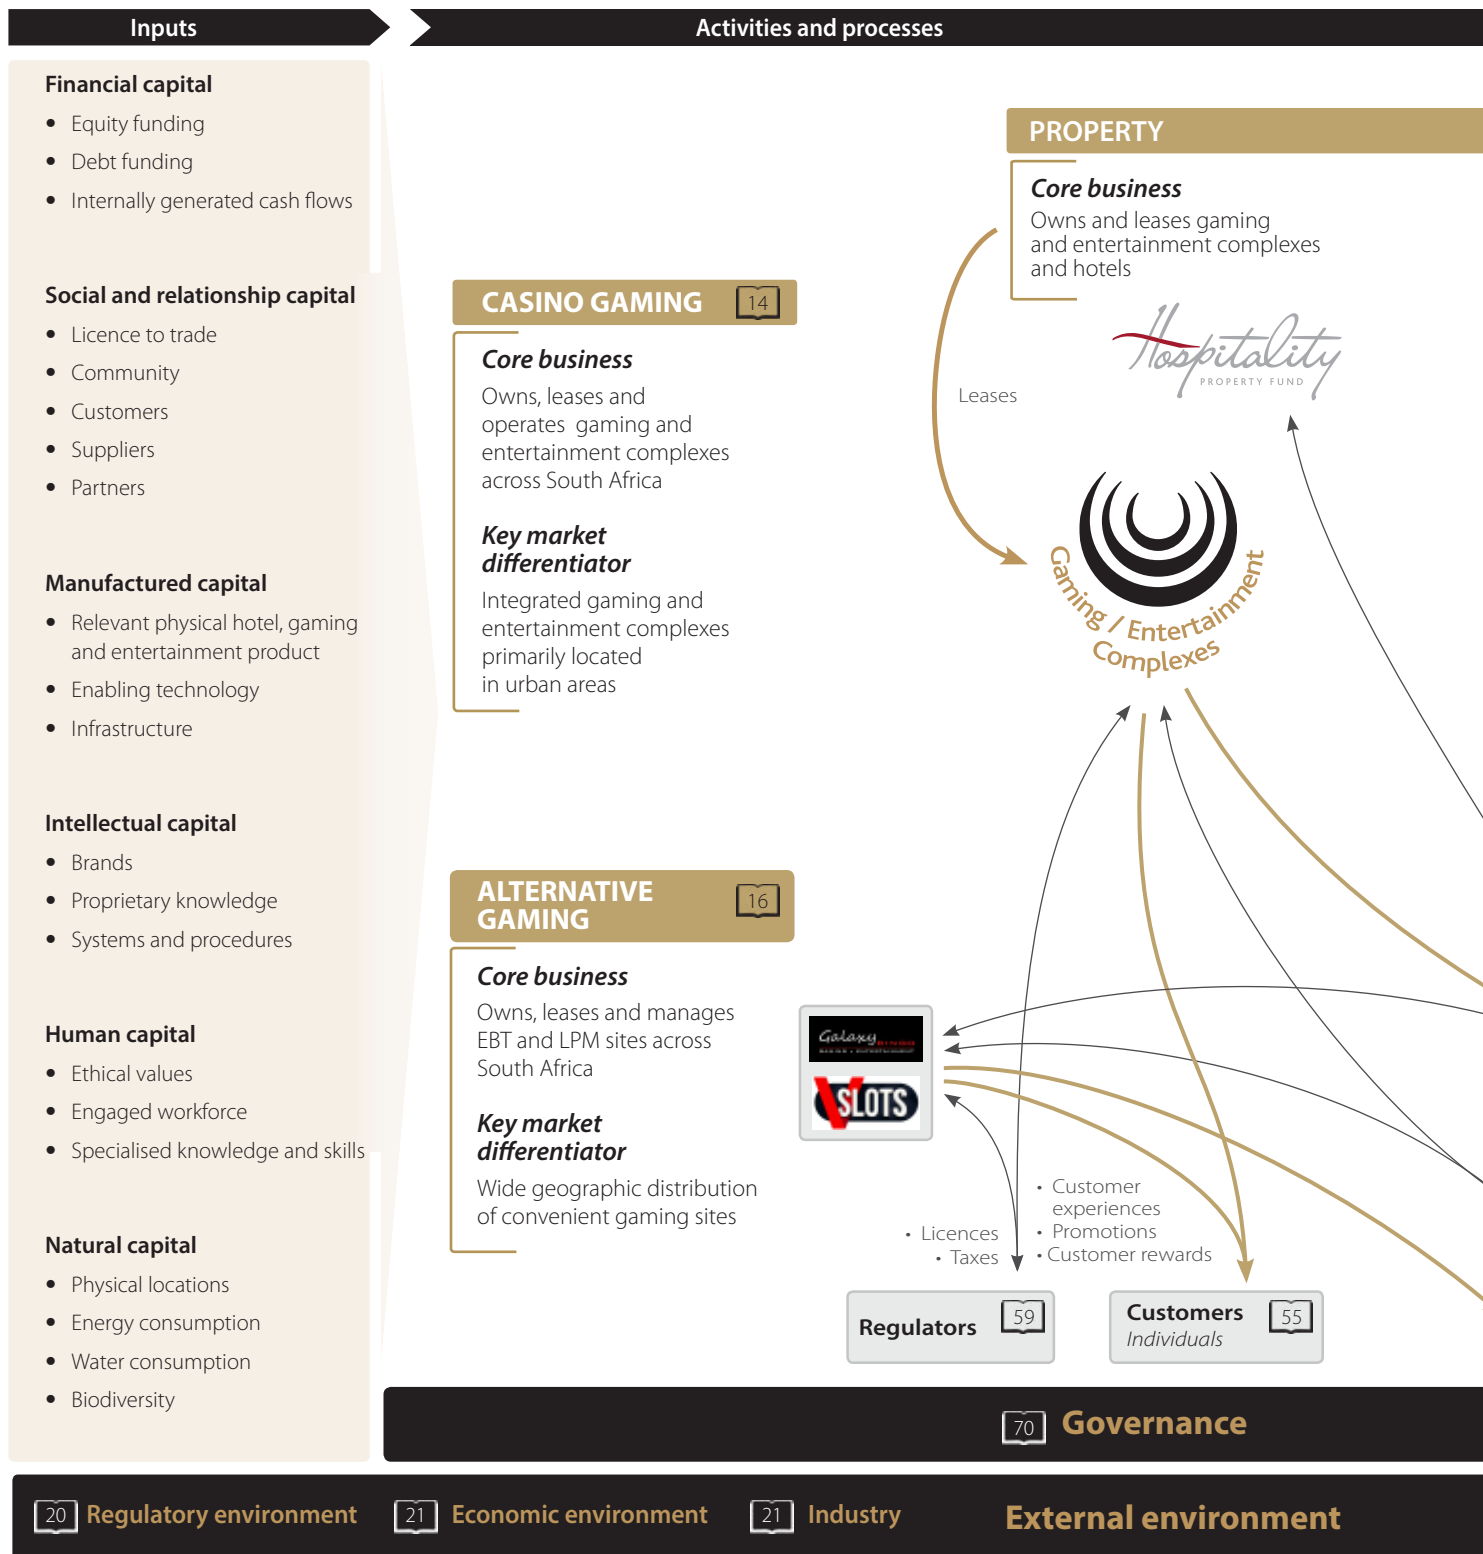 Inputs
Activities and processes
Financial capital
• Equity funding
• Debt funding
• Internally generated cash flows
Social and relationship capital
• Licence to trade
• Community
• Customers
• Suppliers
• Partners
Manufactured capital
• Relevant physical hotel, gaming
and entertainment product
• Enabling technology
• Infrastructure
Intellectual capital
• Brands
• Proprietary knowledge
• Systems and procedures
Human capital
• Ethical values
• Engaged workforce
• Specialised knowledge and skills
Natural capital
• Physical locations
• Energy consumption
• Water consumption
• Biodiversity
PROPERTY
Core business
Owns and leases gaming
and entertainment complexes
and hotels
Hospitality
PROPERTY FUND
Leases
Gaming / Entertainment
Complexes
CASINO GAMING 14
Core business
Owns, leases and
operates gaming and
entertainment complexes
across South Africa
Key market
differentiator
Integrated gaming and
entertainment complexes
primarily located
in urban areas
ALTERNATIVE
GAMING 16
Core business
Owns, leases and manages
EBT and LPM sites across
South Africa
Key market
differentiator
Wide geographic distribution
of convenient gaming sites
Galaxy
VSLOTS
• Licences
• Taxes
• Customer
experiences
• Promotions
• Customer rewards
Regulators 59
Customers 55
Individuals
70 Governance
20 Regulatory environment
21 Economic environment
21 Industry
External environment